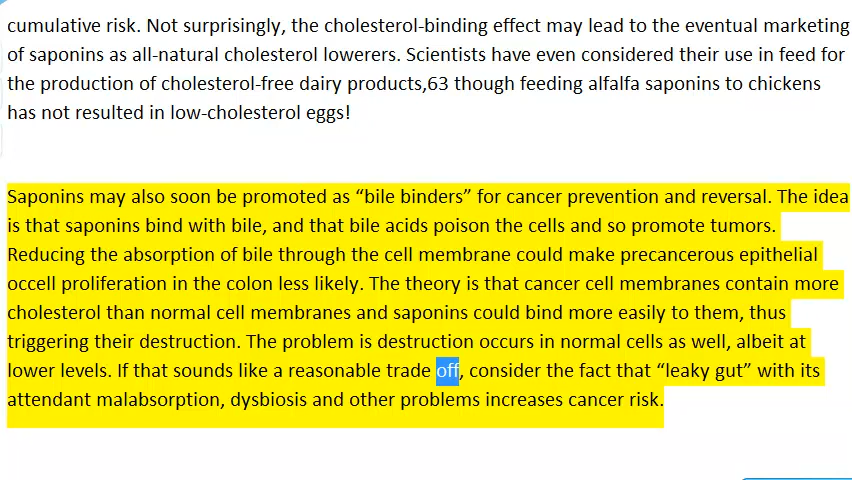 cumulative risk. Not surprisingly, the cholesterol-binding effect may lead to the eventual marketing
of saponins as all-natural cholesterol lowerers. Scientists have even considered their use in feed for
the production of cholesterol-free dairy products,63 though feeding alfalfa saponins to chickens
has not resulted in low-cholesterol eggs!
Saponins may also soon be promoted as “bile binders” for cancer prevention and reversal. The idea
is that saponins bind with bile, and that bile acids poison the cells and so promote tumors.
Reducing the absorption of bile through the cell membrane could make precancerous epithelial
occell proliferation in the colon less likely. The theory is that cancer cell membranes contain more
cholesterol than normal cell membranes and saponins could bind more easily to them, thus
triggering their destruction. The problem is destruction occurs in normal cells as well, albeit at
lower levels. If that sounds like a reasonable trade off, consider the fact that “leaky gut” with its
attendant malabsorption, dysbiosis and other problems increases cancer risk.